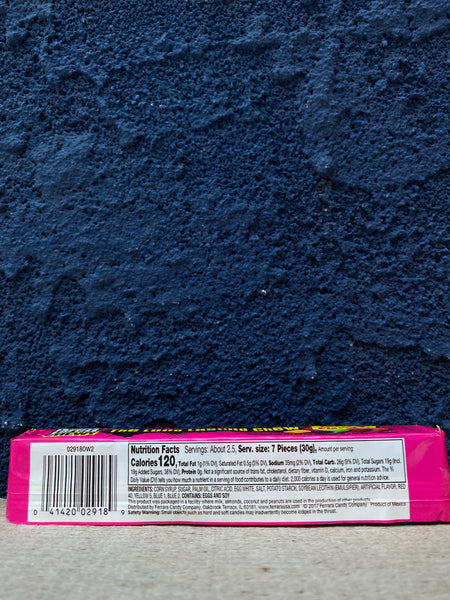 The Long Lasting Chew
029180W2
0 41420 02918 9
Nutrition Facts Servings: About 2.5, Serv. size: 7 Pieces (30g), Amount per serving:
Calories 120, Total Fat 1g (1% DV), Saturated Fat 0.5g (3% DV), Sodium 35mg (2% DV), Total Carb. 26g (9% DV), Total Sugars 19g (Incl.
19g Added Sugars, 38% DV), Protein 0g. Not a significant source of trans fat, cholesterol, dietary fiber, vitamin D, calcium, iron and potassium. The %
Daily Value (DV) tells you how much a nutrient in a serving of food contributes to a daily diet. 2,000 calories a day is used for general nutrition advice.
INGREDIENTS: CORN SYRUP, SUGAR, PALM OIL, CITRIC ACID, EGG WHITE, SALT, POTATO STARCH, SOYBEAN LECITHIN (EMULSIFIER), ARTIFICIAL FLAVOR, RED
40, YELLOW 5, BLUE 1, BLUE 2. CONTAINS: EGGS AND SOY
This product was packaged in a facility where milk, almonds, coconut and peanuts are used in the production of other products.
Distributed by Ferrara Candy Company, Oakbrook Terrace, IL 60181, www.ferrarausa.com, © 2017 Ferrara Candy Company Product of Mexico
Safety Warning: Small objects such as hard and soft candies may inadvertently become lodged in the throat.